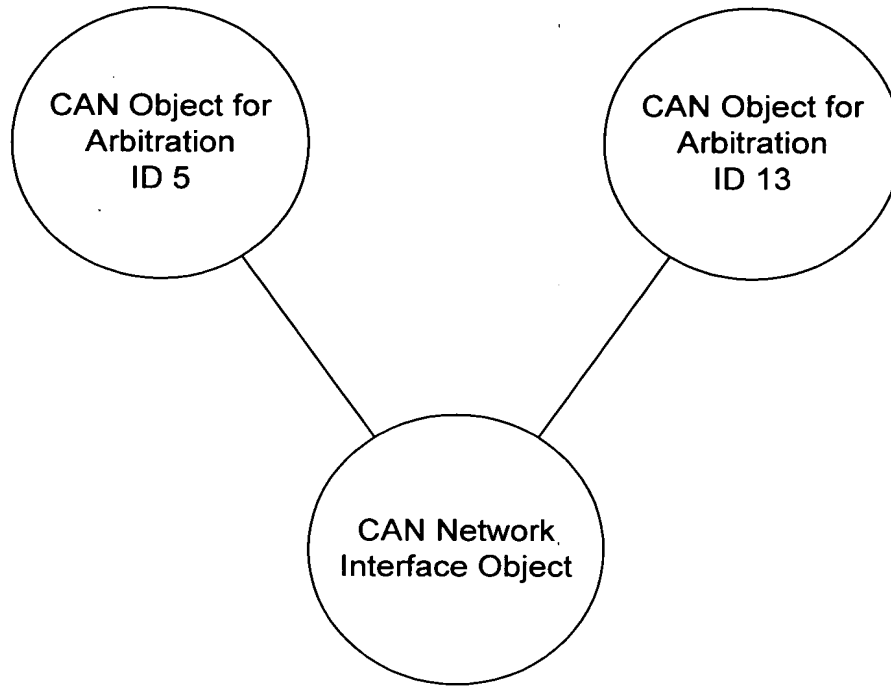 CAN Object for
Arbitration
ID 5
CAN Object for
Arbitration
ID 13
CAN Network
Interface Object